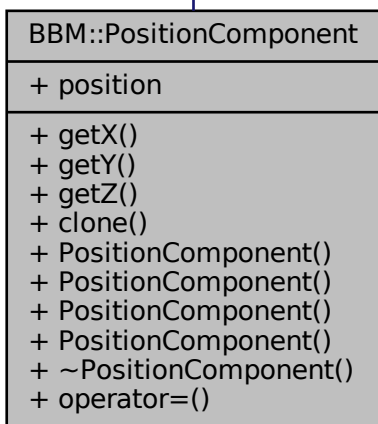 BBM::PositionComponent
+ position
+ getX()
+ getY()
+ getZ()
+ clone()
+ PositionComponent()
+ PositionComponent()
+ PositionComponent()
+ PositionComponent()
+ ~PositionComponent()
+ operator=()